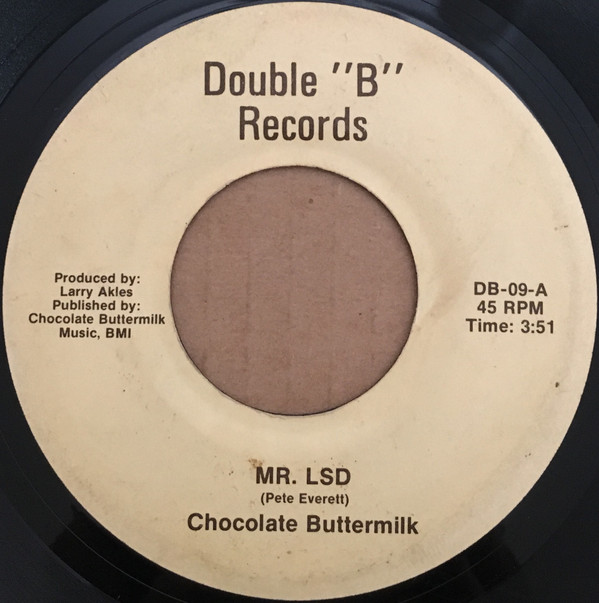 Double "B"
Records
Produced by:
Larry Akles
Published by:
Chocolate Buttermilk
Music, BMI
DB-09-A
45 RPM
Time: 3:51
MR. LSD
(Pete Everett)
Chocolate Buttermilk